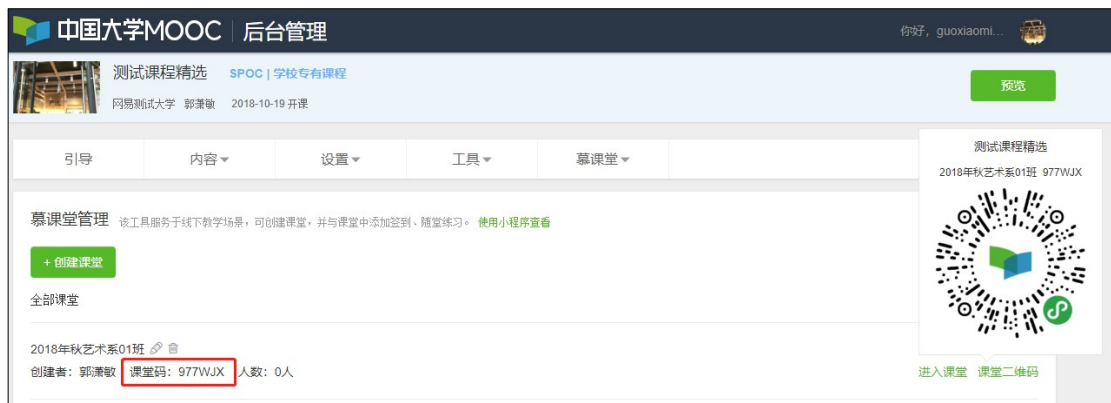 中国大学MOOC 后台管理 你好，guoxiaomi...
测试课程精选 SPOC | 学校专有课程
网易测试大学 郭潇敏 2018-10-19 开课
预览
引导 内容 设置 工具 慕课堂
测试课程精选
2018年秋艺术系01班 977WJX
慕课堂管理 该工具服务于线下教学场景，可创建课堂，并与课堂中添加签到、随堂练习。 使用小程序查看
+ 创建课堂
全部课堂
2018年秋艺术系01班
创建者：郭潇敏 课堂码：977WJX 人数：0人 进入课堂 课堂二维码